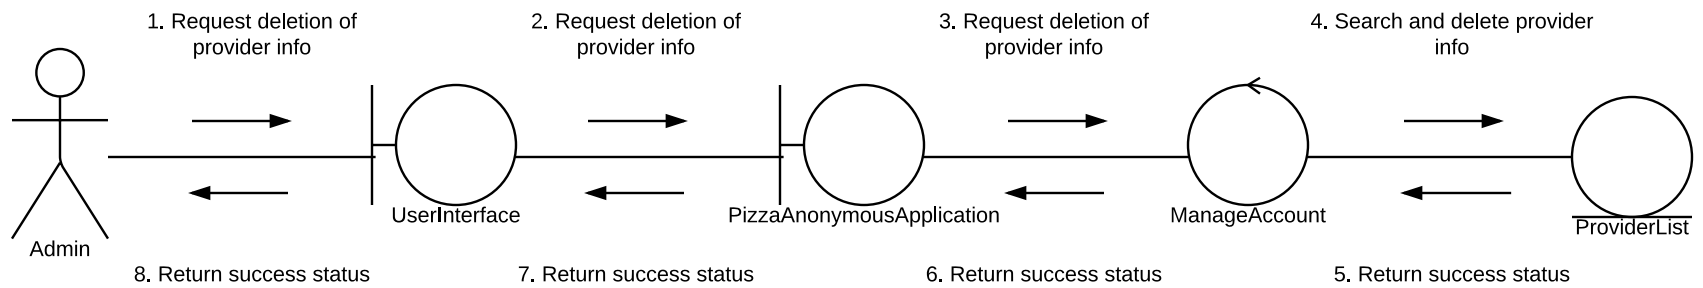 1. Request deletion of
provider info
2. Request deletion of
provider info
3. Request deletion of
provider info
4. Search and delete provider
info
Admin
UserInterface
PizzaAnonymousApplication
ManageAccount
ProviderList
8. Return success status
7. Return success status
6. Return success status
5. Return success status